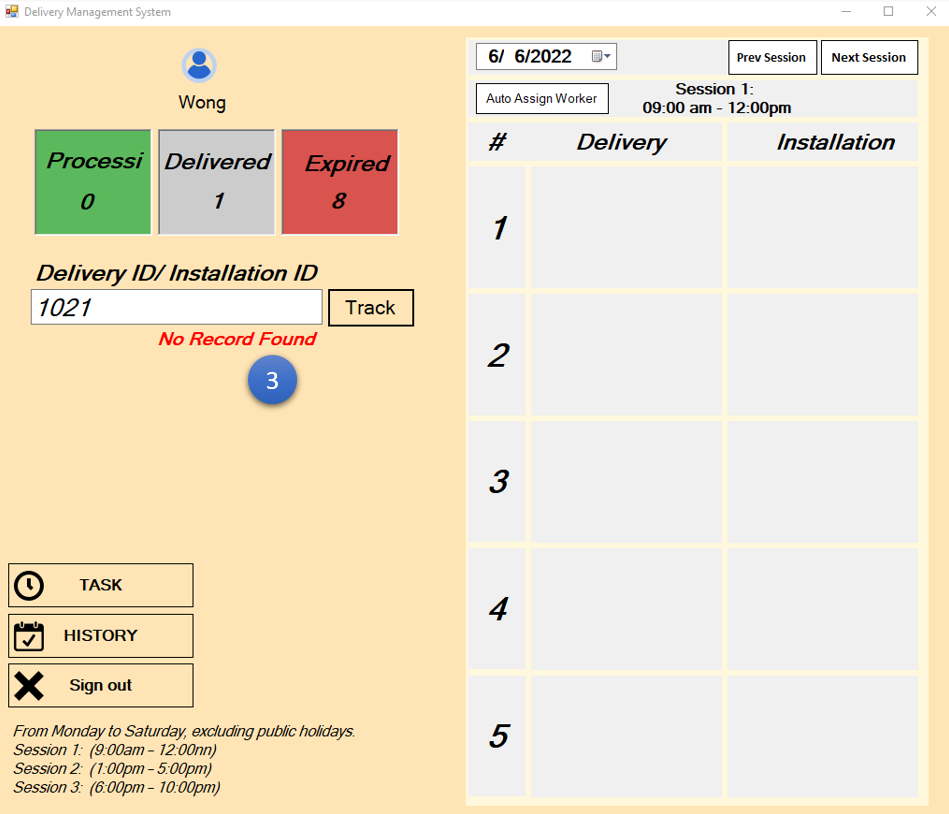 Delivery Management System
Wong
Processi
0
Delivered
1
Expired
8
Delivery ID/ Installation ID
1021
Track
No Record Found
3
TASK
HISTORY
Sign out
From Monday to Saturday, excluding public holidays.
Session 1: (9:00am - 12:00nn)
Session 2: (1:00pm - 5:00pm)
Session 3: (6:00pm - 10:00pm)
6/ 6/2022
Prev Session
Next Session
Auto Assign Worker
Session 1:
09:00 am - 12:00pm
# Delivery Installation
1
2
3
4
5